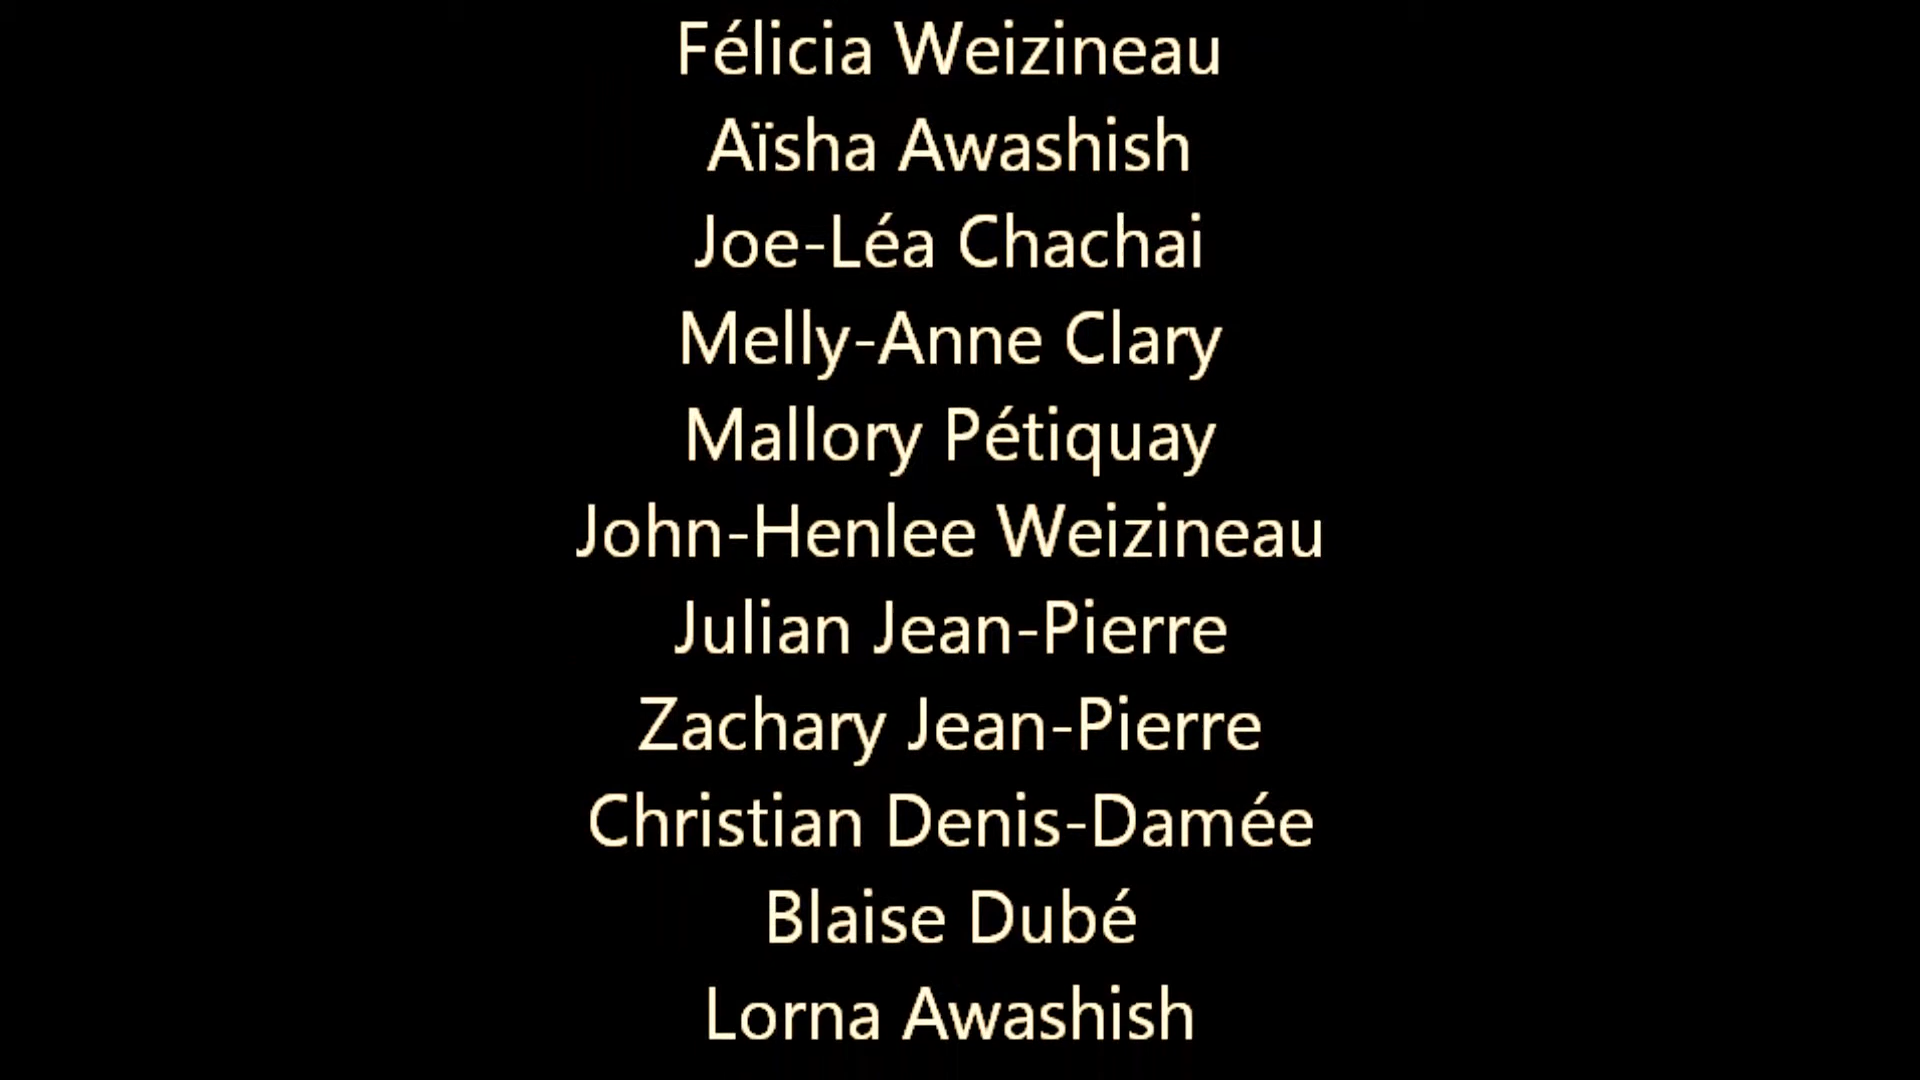 Félicia Weizineau
Aïsha Awashish
Joe-Léa Chachai
Melly-Anne Clary
Mallory Pétiquay
John-Henlee Weizineau
Julian Jean-Pierre
Zachary Jean-Pierre
Christian Denis-Damée
Blaise Dubé
Lorna Awashish